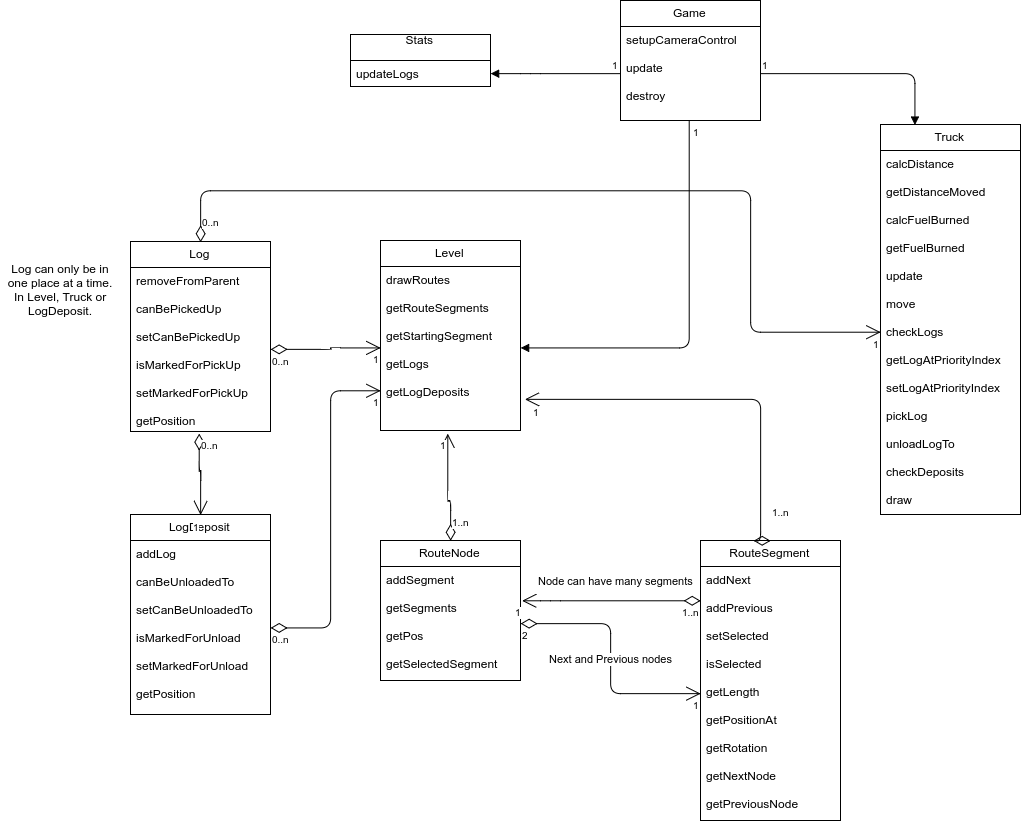 Game
setupCameraControl
update
destroy
1
1
1
Stats
updateLogs
Truck
calcDistance
getDistanceMoved
calcFuelBurned
getFuelBurned
update
move
checkLogs
getLogAtPriorityIndex
setLogAtPriorityIndex
pickLog
unloadLogTo
checkDeposits
draw
1
0..n
Log can only be in
one place at a time.
In Level, Truck or
LogDeposit.
Log
removeFromParent
canBePickedUp
setCanBePickedUp
isMarkedForPickUp
setMarkedForPickUp
getPosition
0..n
0..n
Level
drawRoutes
getRouteSegments
getStartingSegment
getLogs
getLogDeposits
1
1
1
1
LogDeposit
1
addLog
canBeUnloadedTo
setCanBeUnloadedTo
isMarkedForUnload
setMarkedForUnload
getPosition
0..n
1..n
RouteNode
addSegment
getSegments
getPos
getSelectedSegment
1
2
Node can have many segments
1..n
Next and Previous nodes
1
1..n
RouteSegment
addNext
addPrevious
setSelected
isSelected
getLength
getPositionAt
getRotation
getNextNode
getPreviousNode